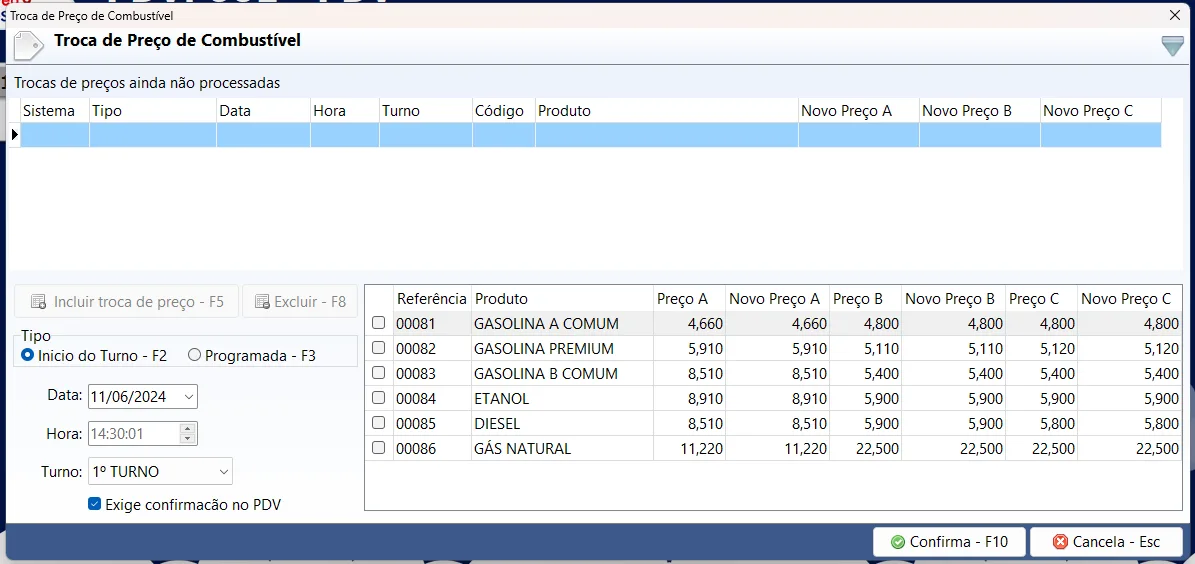 Troca de Preço de Combustível
Troca de Preço de Combustível
Trocas de preços ainda não processadas
Sistema Tipo Data Hora Turno Código Produto Novo Preço A Novo Preço B Novo Preço C
Incluir troca de preço - F5 Excluir - F8
Tipo
Inicio do Turno - F2 Programada - F3
Data: 11/06/2024
Hora: 14:30:01
Turno: 1º TURNO
Exige confirmacão no PDV
Referência Produto Preço A Novo Preço A Preço B Novo Preço B Preço C Novo Preço C
00081 GASOLINA A COMUM 4,660 4,660 4,800 4,800 4,800 4,800
00082 GASOLINA PREMIUM 5,910 5,910 5,110 5,110 5,120 5,120
00083 GASOLINA B COMUM 8,510 8,510 5,400 5,400 5,400 5,400
00084 ETANOL 8,910 8,910 5,900 5,900 5,900 5,900
00085 DIESEL 8,510 8,510 5,900 5,900 5,800 5,800
00086 GÁS NATURAL 11,220 11,220 22,500 22,500 22,500 22,500
Confirma - F10 Cancela - Esc